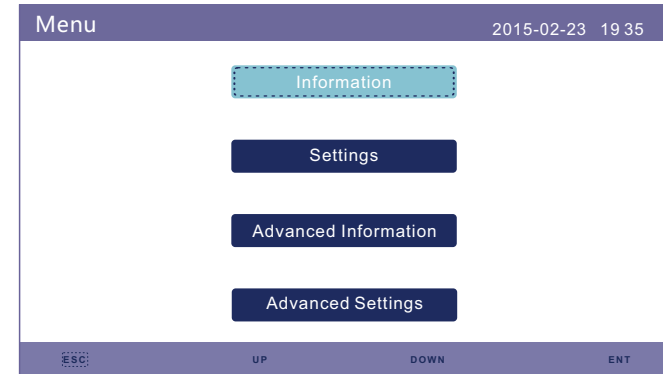 Menu 2015-02-23 19 35
Information
Settings
Advanced Information
Advanced Settings
ESC UP DOWN ENT